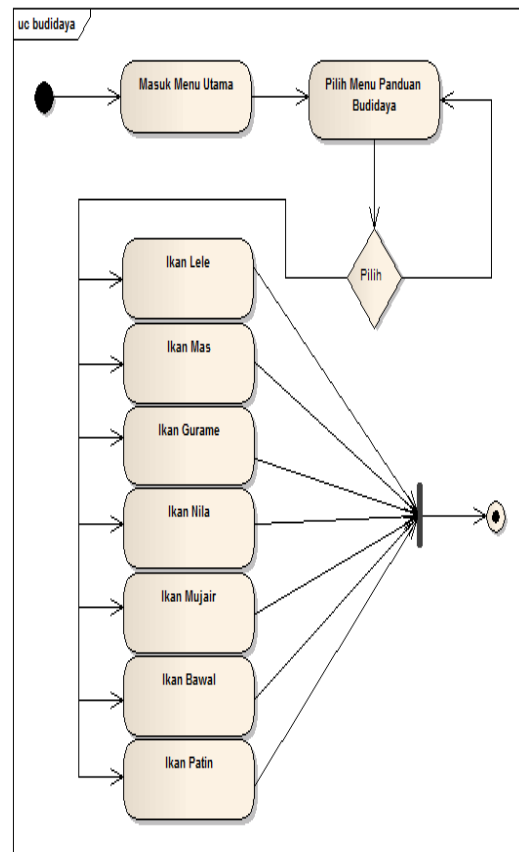 uc budidaya
Masuk Menu Utama
Pilih Menu Panduan
Budidaya
Pilih
Ikan Lele
Ikan Mas
Ikan Gurame
Ikan Nila
Ikan Mujair
Ikan Bawal
Ikan Patin